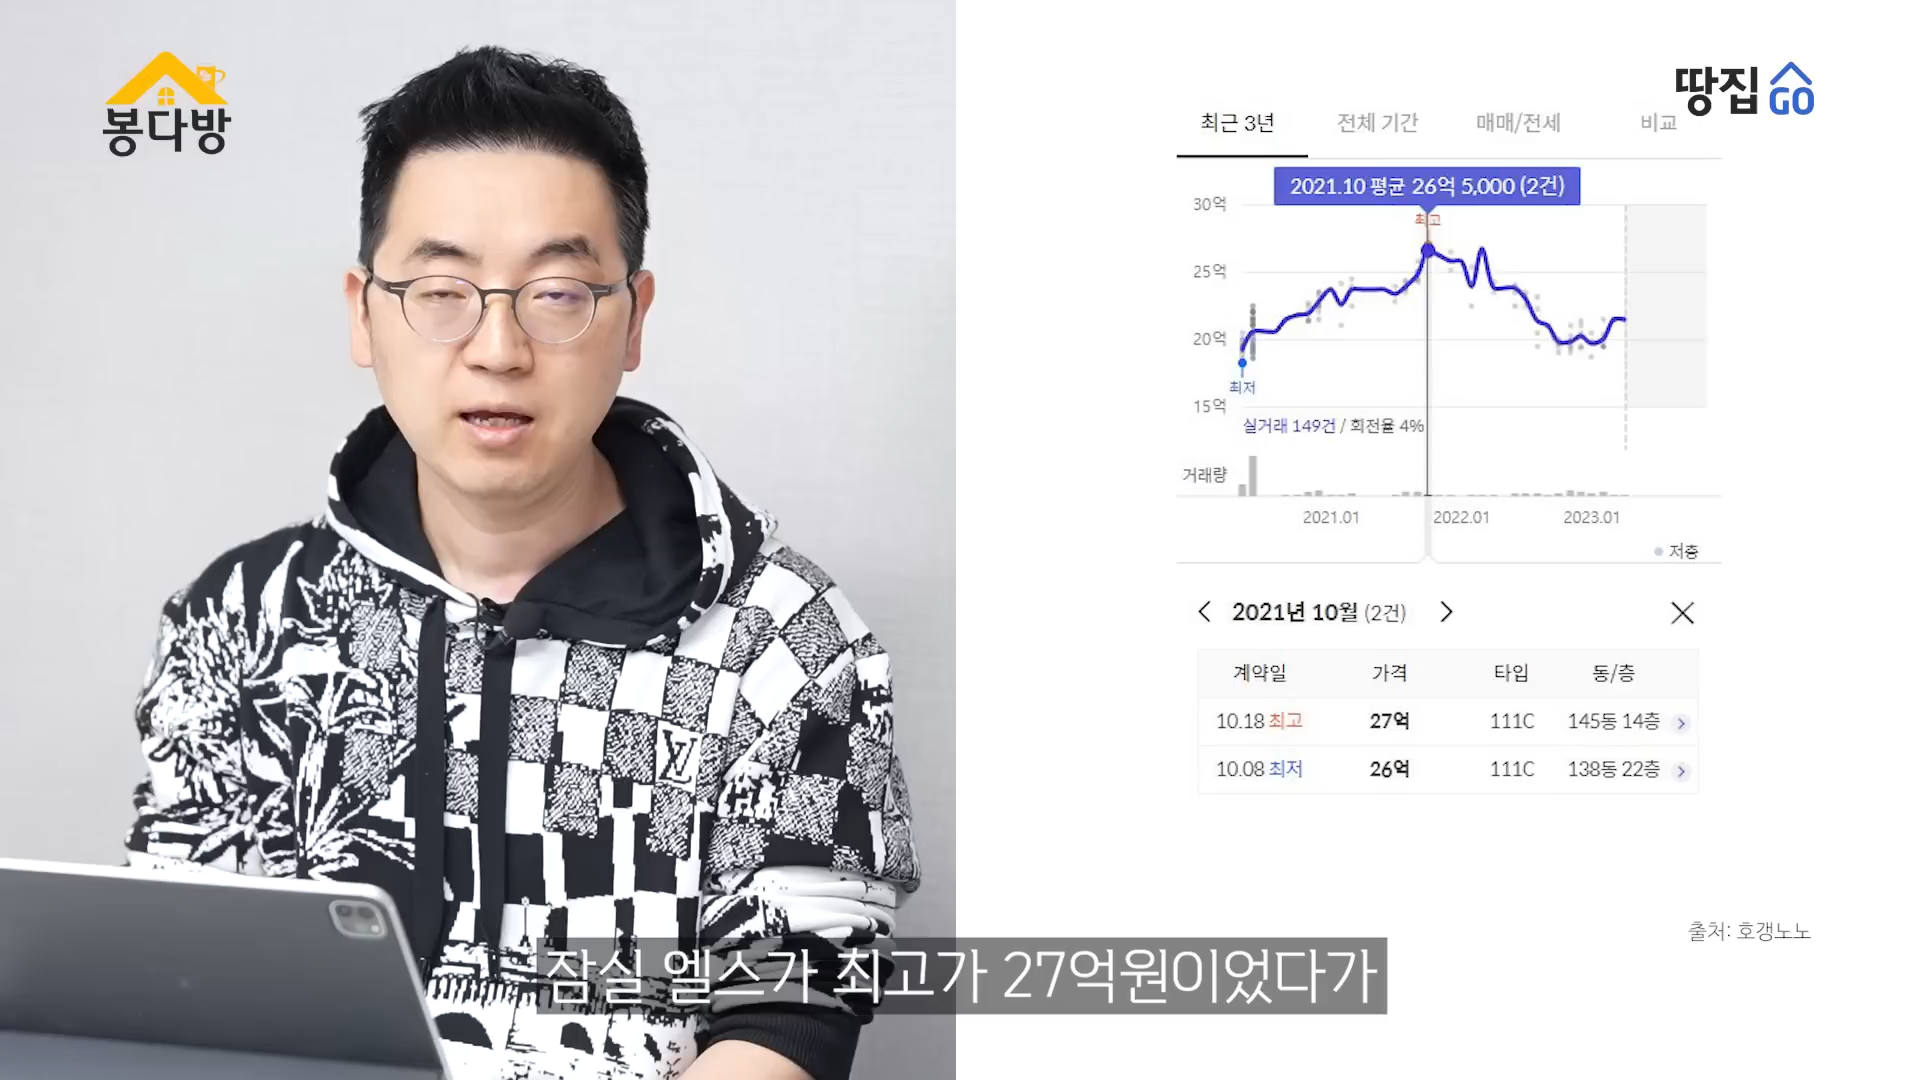 봉다방
땅집GO
최근 3년 전체 기간 매매/전세 비교
2021.10 평균 26억 5,000 (2건)
최고
30억
25억
20억
15억
최저
실거래 149건 / 회전율 4%
거래량
2021.01 2022.01 2023.01
저층
2021년 10월 (2건)
계약일 가격 타입 동/층
10.18 최고 27억 111C 145동 14층
10.08 최저 26억 111C 138동 22층
출처: 호갱노노
잠실 엘스가 최고가 27억원이었다가